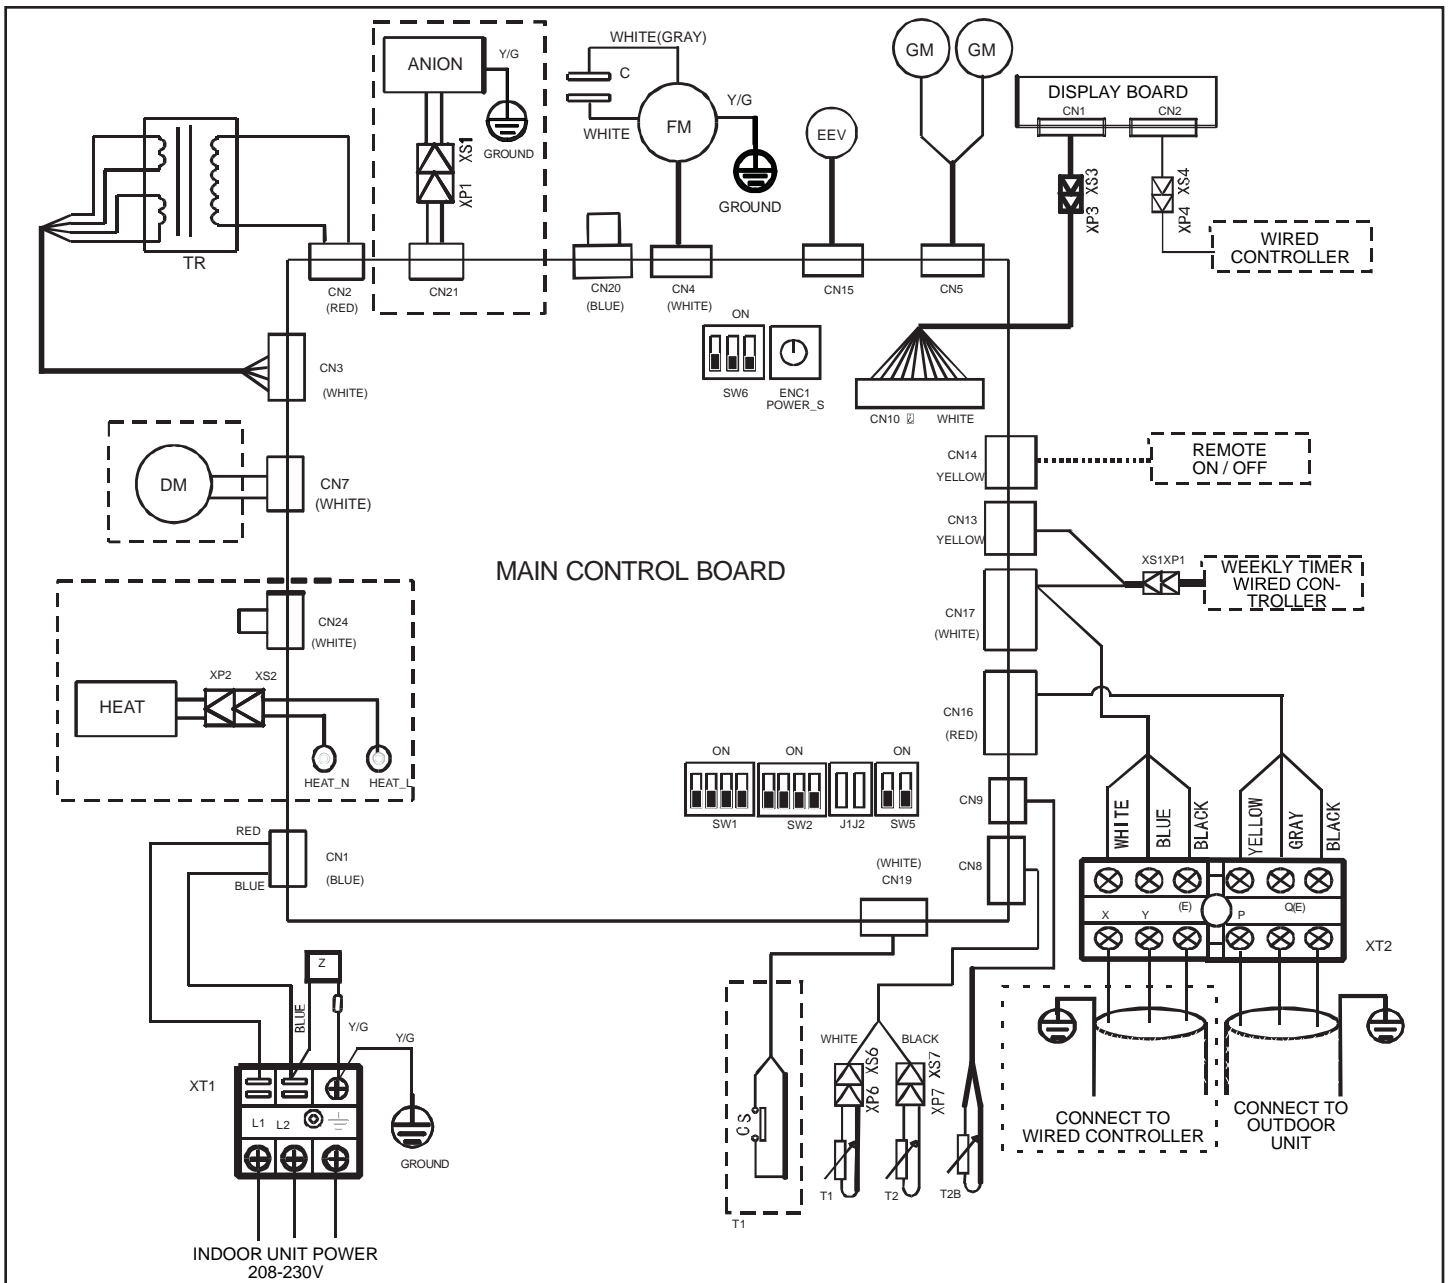 WHITE(GRAY)
GM
GM
ANION
Y/G
C
DISPLAY BOARD
CN1
CN2
Y/G
FM
WHITE
EEV
XS1
GROUND
XP1
XS3
XP3
XS4
XP4
GROUND
WIRED
CONTROLLER
TR
CN2
(RED)
CN21
CN20
(BLUE)
CN4
(WHITE)
CN15
CN5
ON
SW6
ENC1
POWER_S
CN3
(WHITE)
CN10
WHITE
CN14
YELLOW
REMOTE
ON / OFF
DM
CN7
(WHITE)
CN13
YELLOW
MAIN CONTROL BOARD
XS1XP1
WEEKLY TIMER
WIRED CON-
TROLLER
CN24
(WHITE)
CN17
(WHITE)
XP2
XS2
HEAT
CN16
(RED)
HEAT_N
HEAT_L
ON
ON
ON
SW1
SW2
J1J2
SW5
CN9
WHITE
BLUE
BLACK
YELLOW
GRAY
BLACK
RED
CN1
(BLUE)
BLUE
(WHITE)
CN19
CN8
X
Y
(E)
P
Q(E)
XT2
Z
BLUE
Y/G
Y/G
WHITE
BLACK
XS6
XP6
XS7
XP7
XT1
L1
L2
CS
GROUND
CONNECT TO
WIRED CONTROLLER
CONNECT TO
OUTDOOR
UNIT
T1
T2
T2B
T1
INDOOR UNIT POWER
208-230V